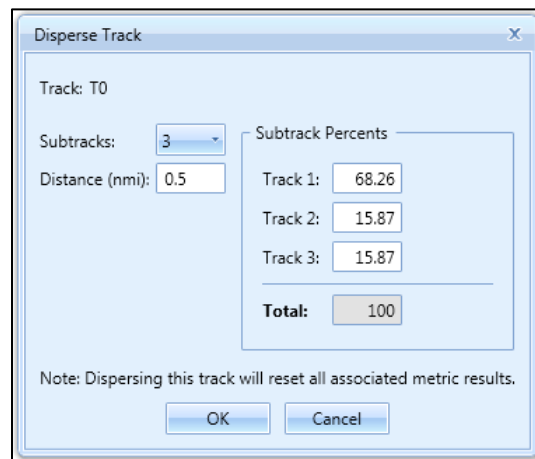 Disperse Track
x
Track: T0
Subtracks: 3
Distance (nmi): 0.5
Subtrack Percents
Track 1: 68.26
Track 2: 15.87
Track 3: 15.87
Total: 100
Note: Dispersing this track will reset all associated metric results.
OK Cancel